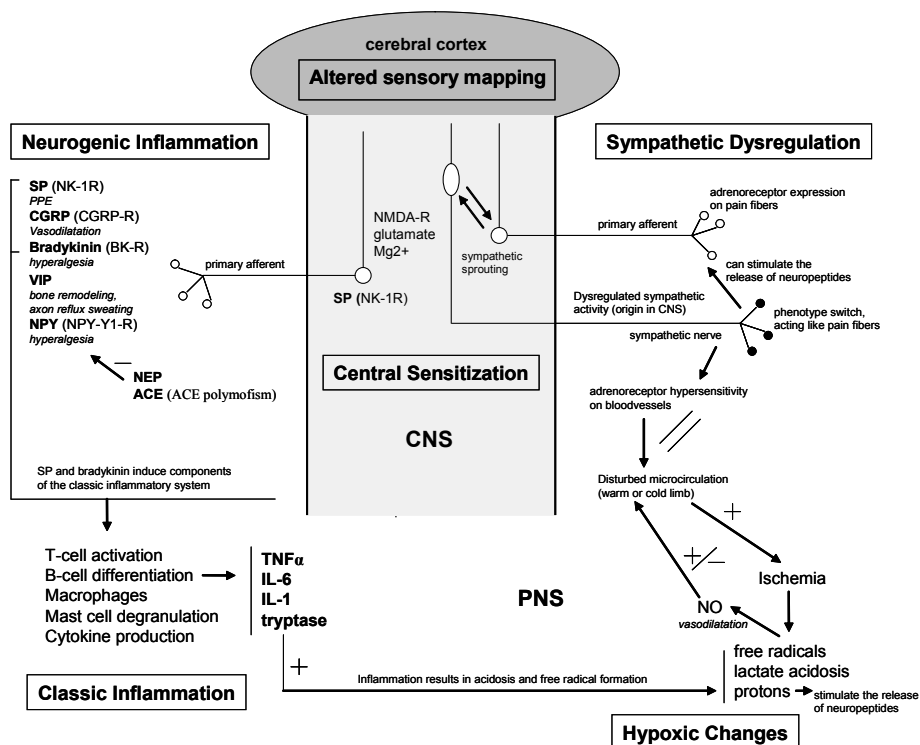 cerebral cortex
Altered sensory mapping
Neurogenic Inflammation
SP (NK-1R)
PPE
CGRP (CGRP-R)
Vasodilatation
Bradykinin (BK-R)
hyperalgesia
VIP
bone remodeling,
axon reflux sweating
NPY (NPY-Y1-R)
hyperalgesia
NEP
ACE (ACE polymofism)
SP and bradykinin induce components
of the classic inflammatory system
primary afferent
NMDA-R
glutamate
Mg2+
SP (NK-1R)
sympathetic
sprouting
Central Sensitization
CNS
Sympathetic Dysregulation
adrenoreceptor expression
on pain fibers
primary afferent
can stimulate the
release of neuropeptides
Dysregulated sympathetic
activity (origin in CNS)
sympathetic nerve
phenotype switch,
acting like pain fibers
adrenoreceptor hypersensitivity
on bloodvessels
Disturbed microcirculation
(warm or cold limb)
+
+/−
Ischemia
NO
vasodilatation
free radicals
lactate acidosis
protons
stimulate the release
of neuropeptides
Hypoxic Changes
PNS
T-cell activation
B-cell differentiation
Macrophages
Mast cell degranulation
Cytokine production
TNFα
IL-6
IL-1
tryptase
+
Inflammation results in acidosis and free radical formation
Classic Inflammation